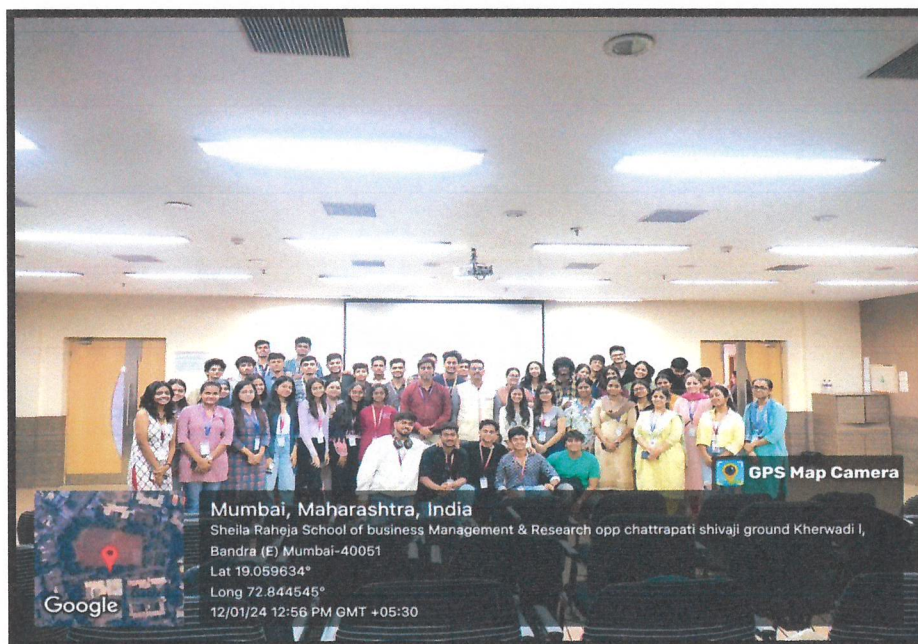 GPS Map Camera
Mumbai, Maharashtra, India
Sheila Raheja School of business Management & Research opp chattrapati shivaji ground Kherwadi I,
Bandra (E) Mumbai-40051
Lat 19.059634°
Long 72.844545°
12/01/24 12:56 PM GMT +05:30
Google